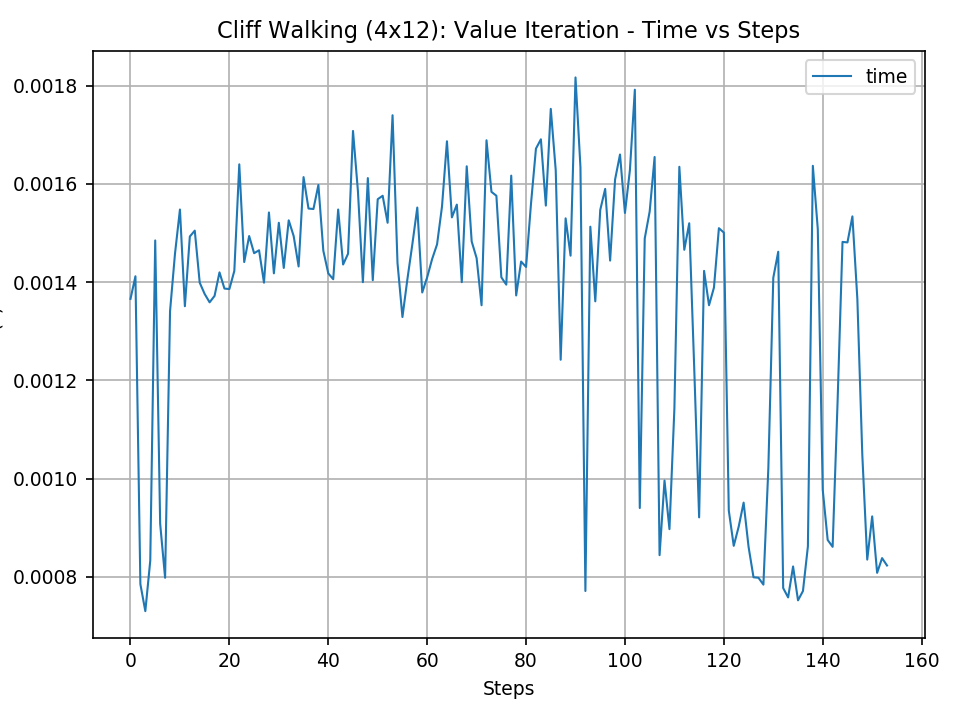 Cliff Walking (4x12): Value Iteration - Time vs Steps
time
0.0018
0.0016
0.0014
0.0012
0.0010
0.0008
0 20 40 60 80 100 120 140 160
Steps